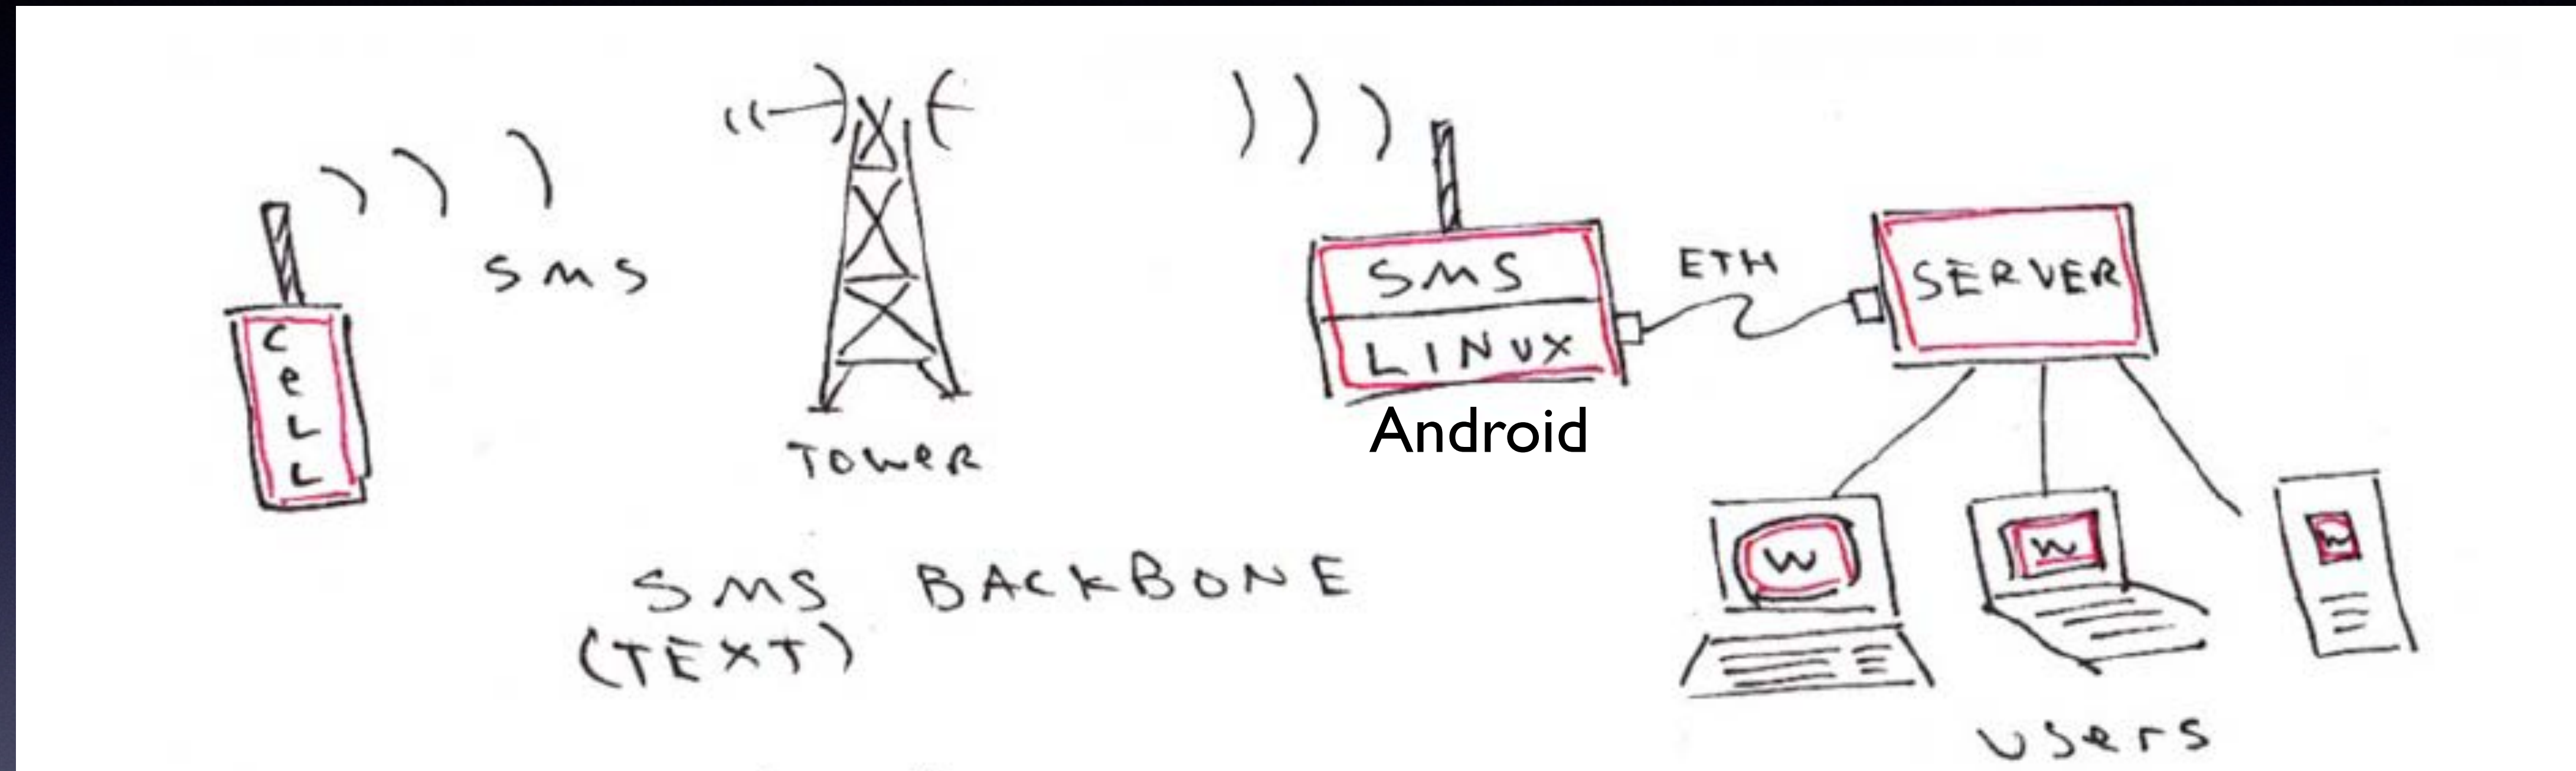 SMS
CeLL
TOWeR
SMS
LINUX
Android
ETH
SERVER
W
W
W
users
SMS BACKBONE
(TEXT)